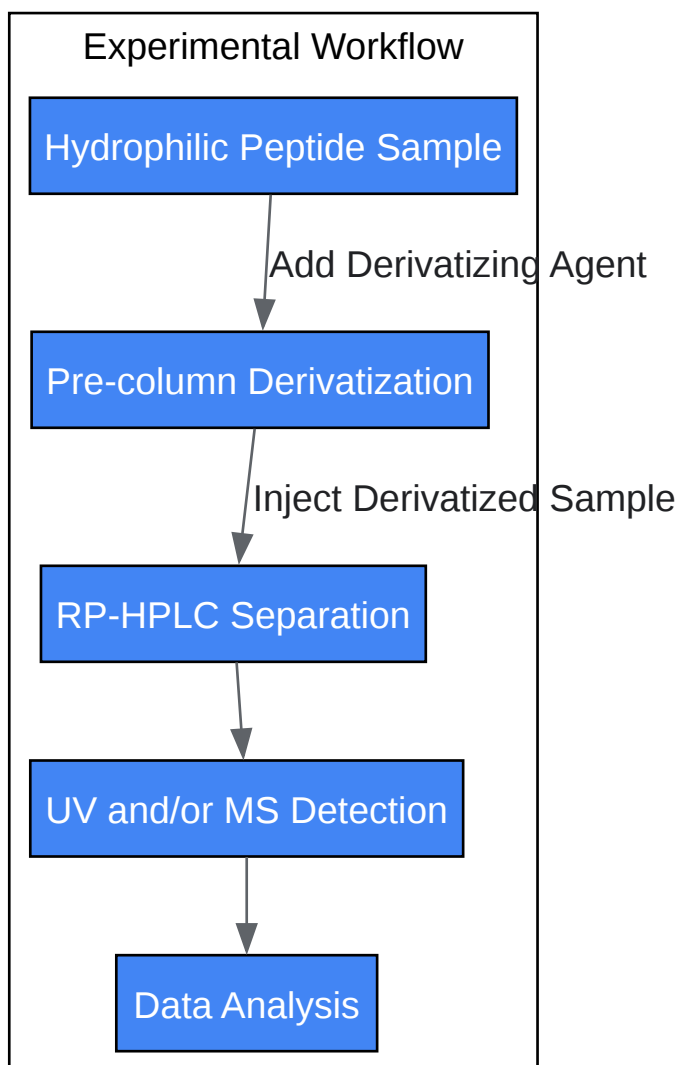 Experimental Workflow
Hydrophilic Peptide Sample
Add Derivatizing Agent
Pre-column Derivatization
Inject Derivatized Sample
RP-HPLC Separation
UV and/or MS Detection
Data Analysis